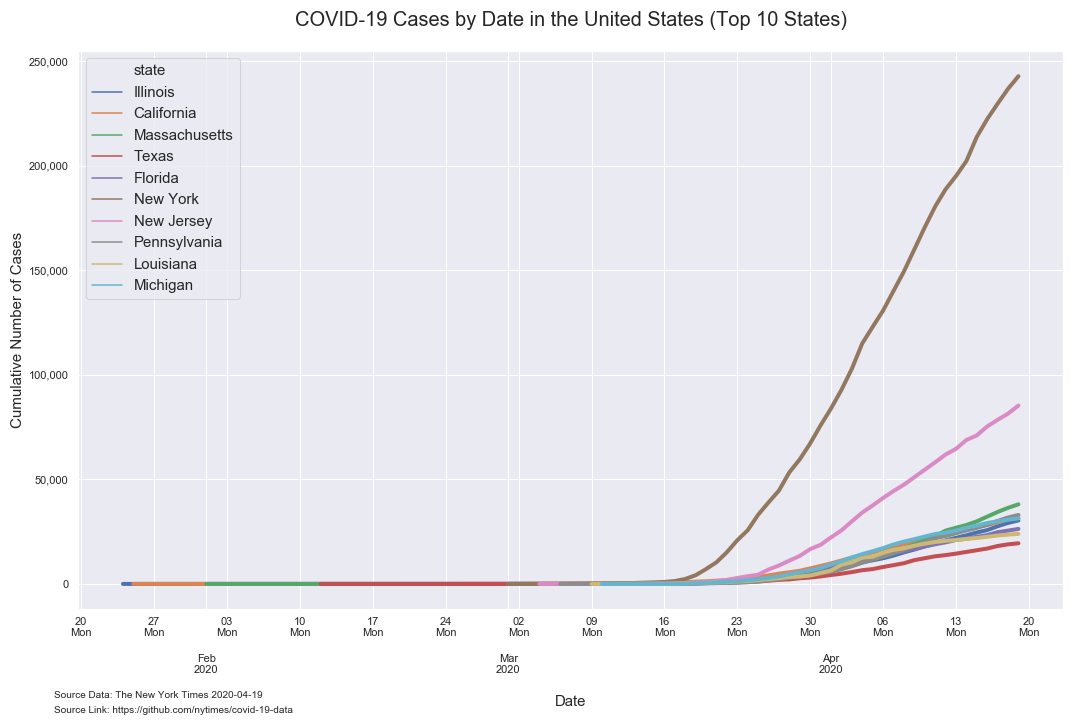 COVID-19 Cases by Date in the United States (Top 10 States)
250,000
200,000
150,000
100,000
50,000
0
Cumulative Number of Cases
state
Illinois
California
Massachusetts
Texas
Florida
New York
New Jersey
Pennsylvania
Louisiana
Michigan
20 27 03 10 17 24 02 09 16 23 30 06 13 20
Mon Mon Mon Mon Mon Mon Mon Mon Mon Mon Mon Mon Mon Mon
Feb Mar Apr
2020 2020 2020
Date
Source Data: The New York Times 2020-04-19
Source Link: https://github.com/nytimes/covid-19-data